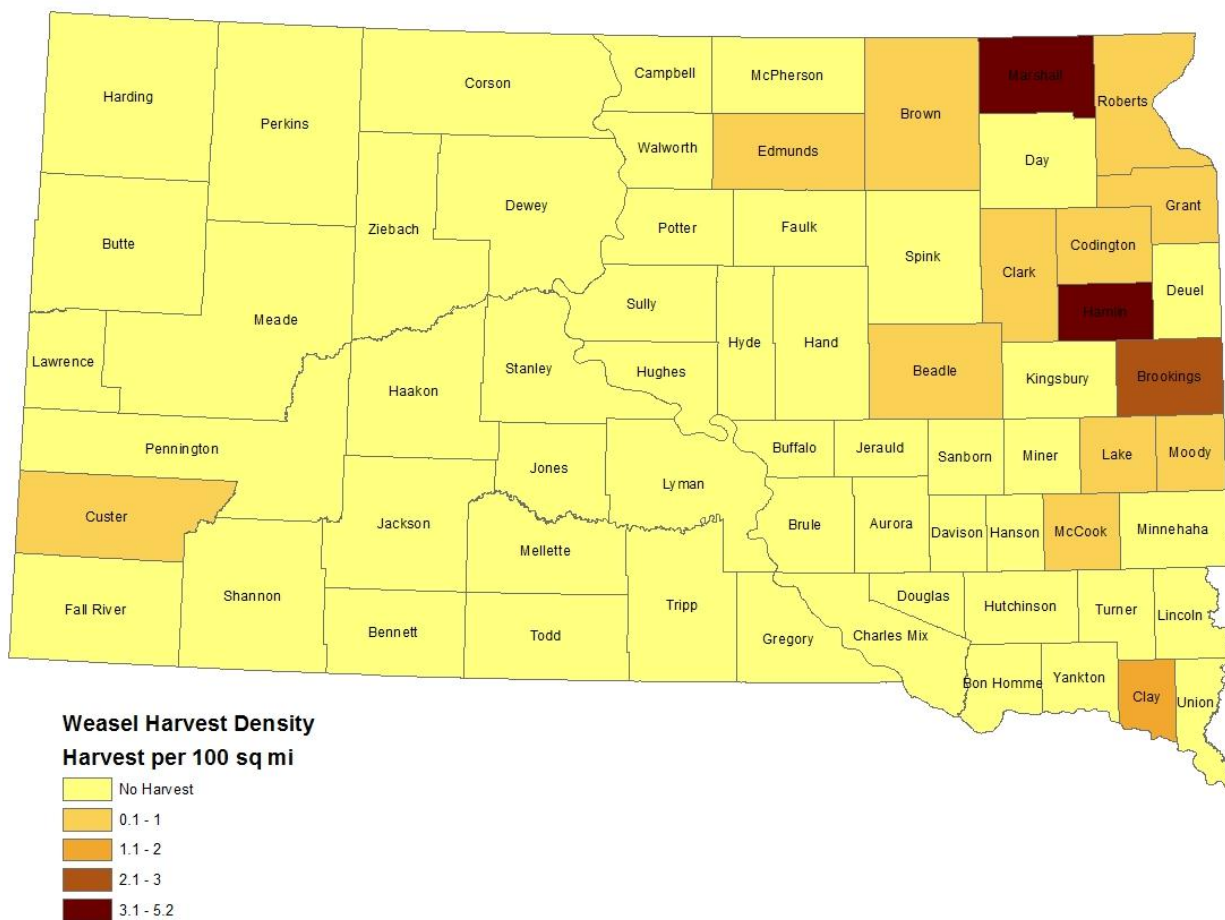 Harding
Perkins
Corson
Campbell
McPherson
Brown
Marshall
Roberts
Walworth
Edmunds
Day
Butte
Ziebach
Dewey
Potter
Faulk
Spink
Clark
Codington
Grant
Meade
Sully
Hyde
Hand
Hamlin
Deuel
Lawrence
Haakon
Stanley
Hughes
Beadle
Kingsbury
Brookings
Pennington
Jones
Lyman
Buffalo
Jerauld
Sanborn
Miner
Lake
Moody
Custer
Jackson
Mellette
Brule
Aurora
Davison
Hanson
McCook
Minnehaha
Fall River
Shannon
Bennett
Todd
Tripp
Gregory
Charles Mix
Douglas
Hutchinson
Turner
Lincoln
Bon Homme
Yankton
Clay
Union
Weasel Harvest Density
Harvest per 100 sq mi
No Harvest
0.1 - 1
1.1 - 2
2.1 - 3
3.1 - 5.2